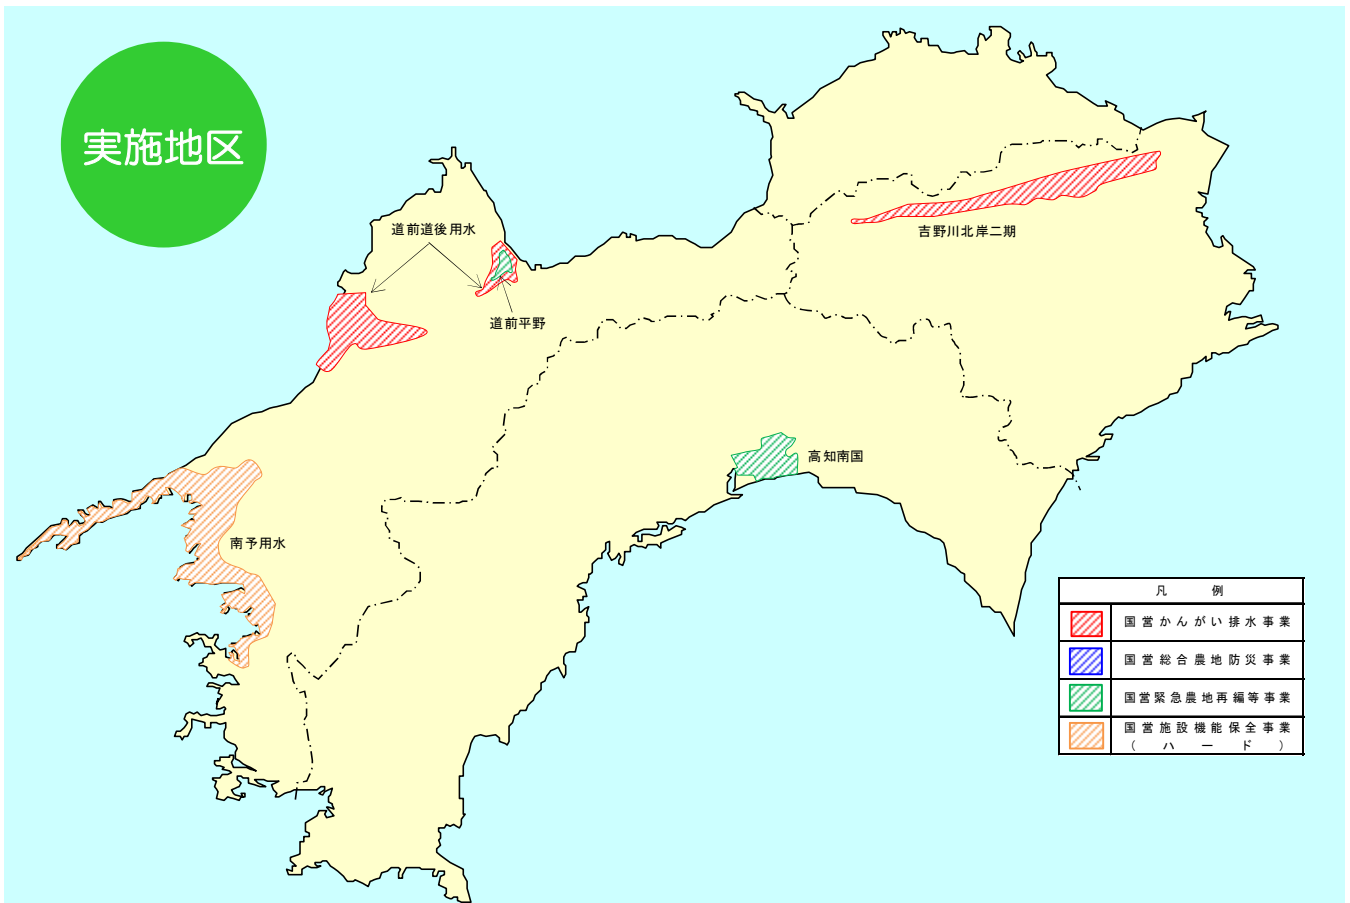 実施地区
道前道後用水
吉野川北岸二期
道前平野
高知南国
南予用水
凡例
国営かんがい排水事業
国営総合農地防災事業
国営緊急農地再編等事業
国営施設機能保全事業
(ハード)